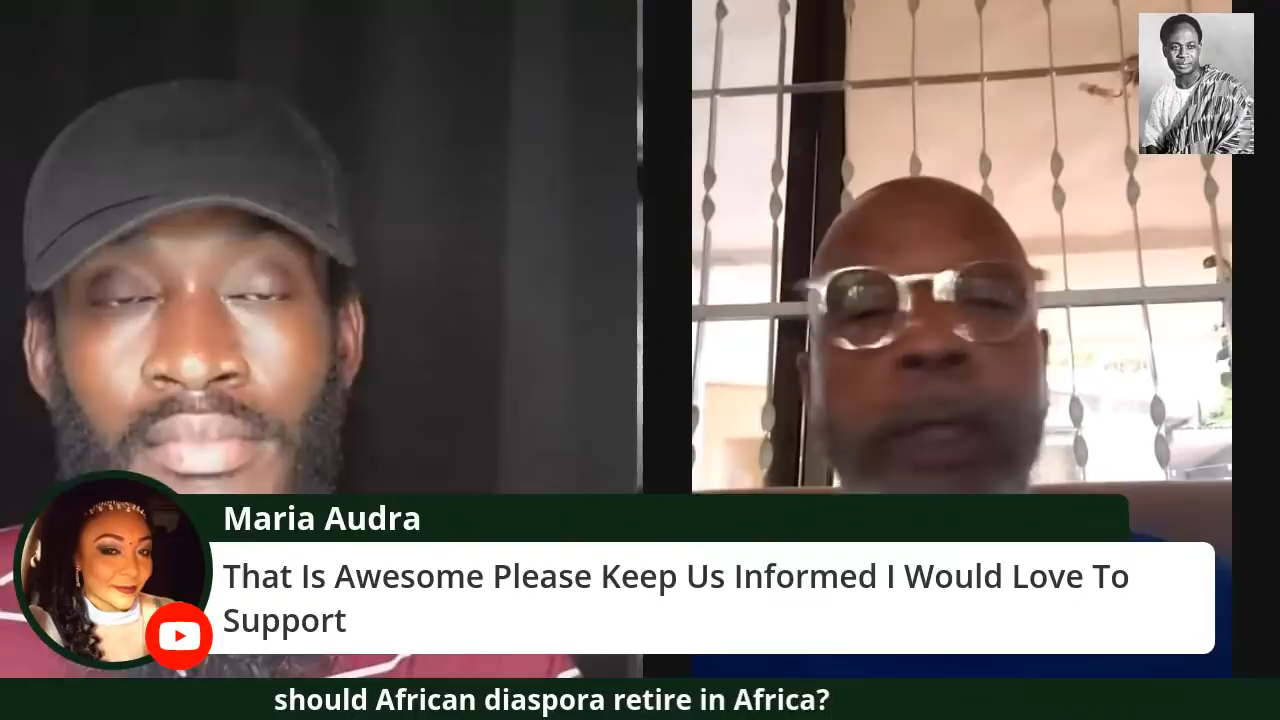 Maria Audra
That Is Awesome Please Keep Us Informed I Would Love To
Support
should African diaspora retire in Africa?